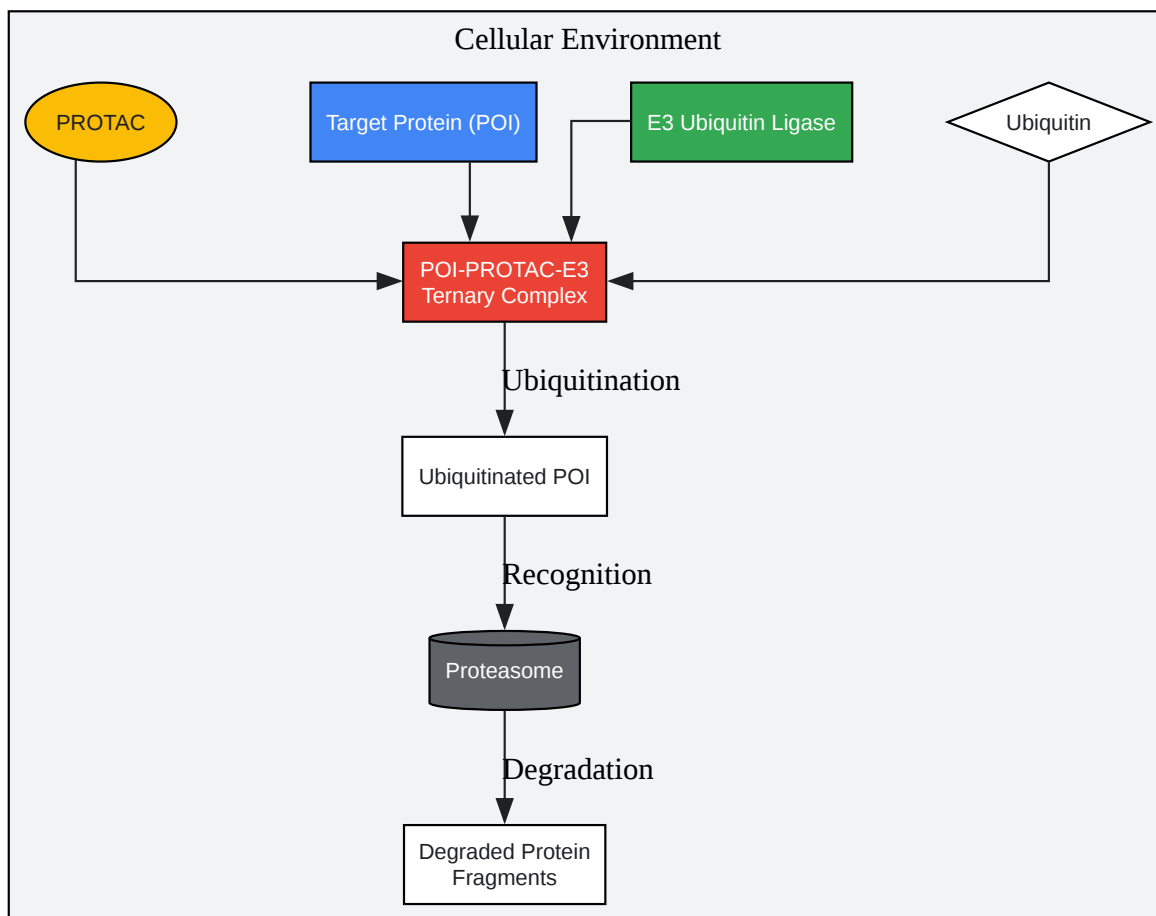 Cellular Environment
PROTAC
Target Protein (POI)
E3 Ubiquitin Ligase
Ubiquitin
POI-PROTAC-E3
Ternary Complex
Ubiquitination
Ubiquitinated POI
Recognition
Proteasome
Degradation
Degraded Protein
Fragments